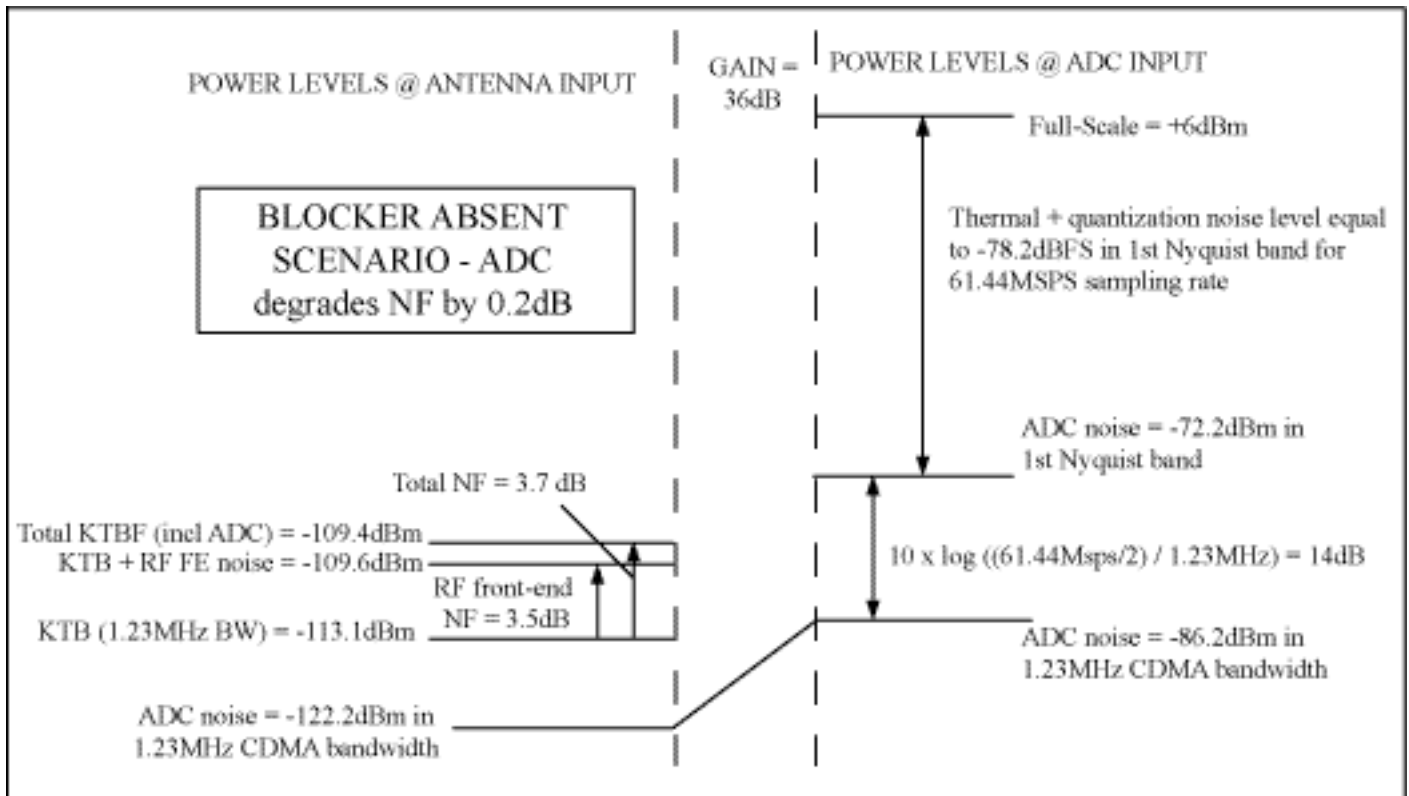 POWER LEVELS @ ANTENNA INPUT
GAIN =
36dB
POWER LEVELS @ ADC INPUT
Full-Scale = +6dBm
BLOCKER ABSENT
SCENARIO - ADC
degrades NF by 0.2dB
Thermal + quantization noise level equal
to -78.2dBFS in 1st Nyquist band for
61.44MSPS sampling rate
ADC noise = -72.2dBm in
1st Nyquist band
Total NF = 3.7 dB
Total KTBF (incl ADC) = -109.4dBm
KTB + RF FE noise = -109.6dBm
RF front-end
NF = 3.5dB
KTB (1.23MHz BW) = -113.1dBm
10 x log ((61.44Msps/2) / 1.23MHz) = 14dB
ADC noise = -86.2dBm in
1.23MHz CDMA bandwidth
ADC noise = -122.2dBm in
1.23MHz CDMA bandwidth